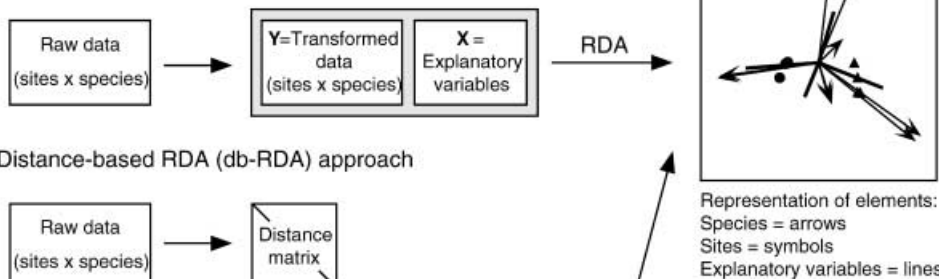 Raw data
(sites x species)
Y=Transformed
data
(sites x species)
X =
Explanatory
variables
RDA
Distance-based RDA (db-RDA) approach
Raw data
(sites x species)
Distance
matrix
Representation of elements:
Species = arrows
Sites = symbols
Explanatory variables = lines